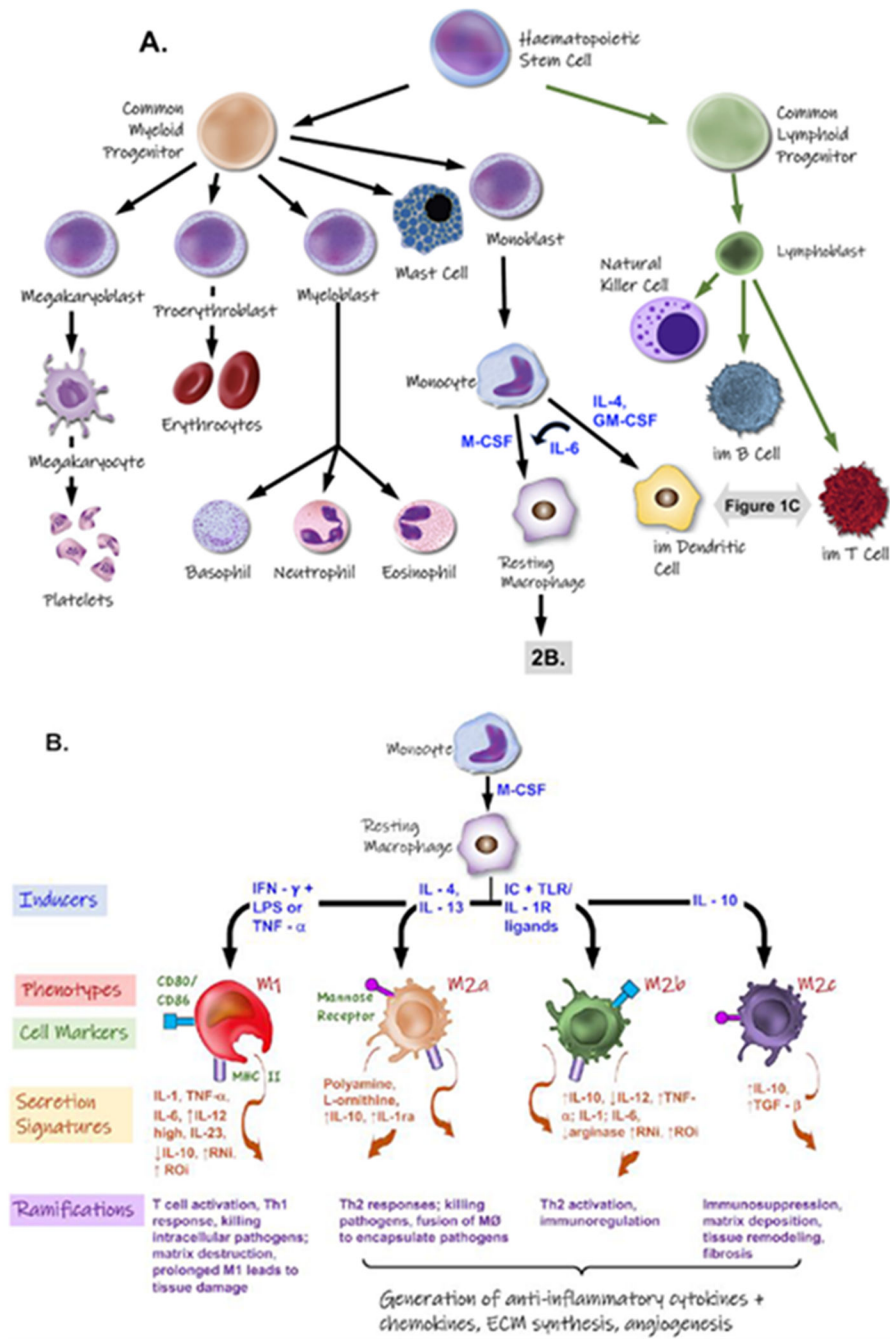 A.
Haematopoietic
Stem Cell
Common
Myeloid
Progenitor
Common
Lymphoid
Progenitor
Megakaryoblast
Proerythroblast
Myeloblast
Mast Cell
Monoblast
Natural
Killer Cell
Lymphoblast
Megakaryocyte
Erythrocytes
Monocyte
IL-4,
GM-CSF
M-CSF
IL-6
im B Cell
Platelets
Basophil
Neutrophil
Eosinophil
Resting
Macrophage
im Dendritic
Cell
Figure 1C
im T Cell
2B.
B.
Monocyte
M-CSF
Resting
Macrophage
Inducers
IFN - γ +
LPS or
TNF - α
IL - 4,
IL - 13
IC + TLR/
IL - 1R
ligands
IL - 10
Phenotypes
Cell Markers
CD80/
CD86
M1
MHC II
Mannose
Receptor
M2a
M2b
M2c
Secretion
Signatures
IL-1, TNF-α,
IL-6, ↑IL-12
high, IL-23,
↓IL-10, ↑RNi,
↑ ROi
Polyamine,
L-ornithine,
↑IL-10, ↑IL-1ra
↑IL-10, ↓IL-12, ↑TNF-
α; IL-1; IL-6,
↓arginase ↑RNi, ↑ROi
↑IL-10,
↑TGF - β
Ramifications
T cell activation, Th1
response, killing
intracellular pathogens;
matrix destruction,
prolonged M1 leads to
tissue damage
Th2 responses; killing
pathogens, fusion of MØ
to encapsulate pathogens
Th2 activation,
immunoregulation
Immunosuppression,
matrix deposition,
tissue remodeling,
fibrosis
Generation of anti-inflammatory cytokines +
chemokines, ECM synthesis, angiogenesis